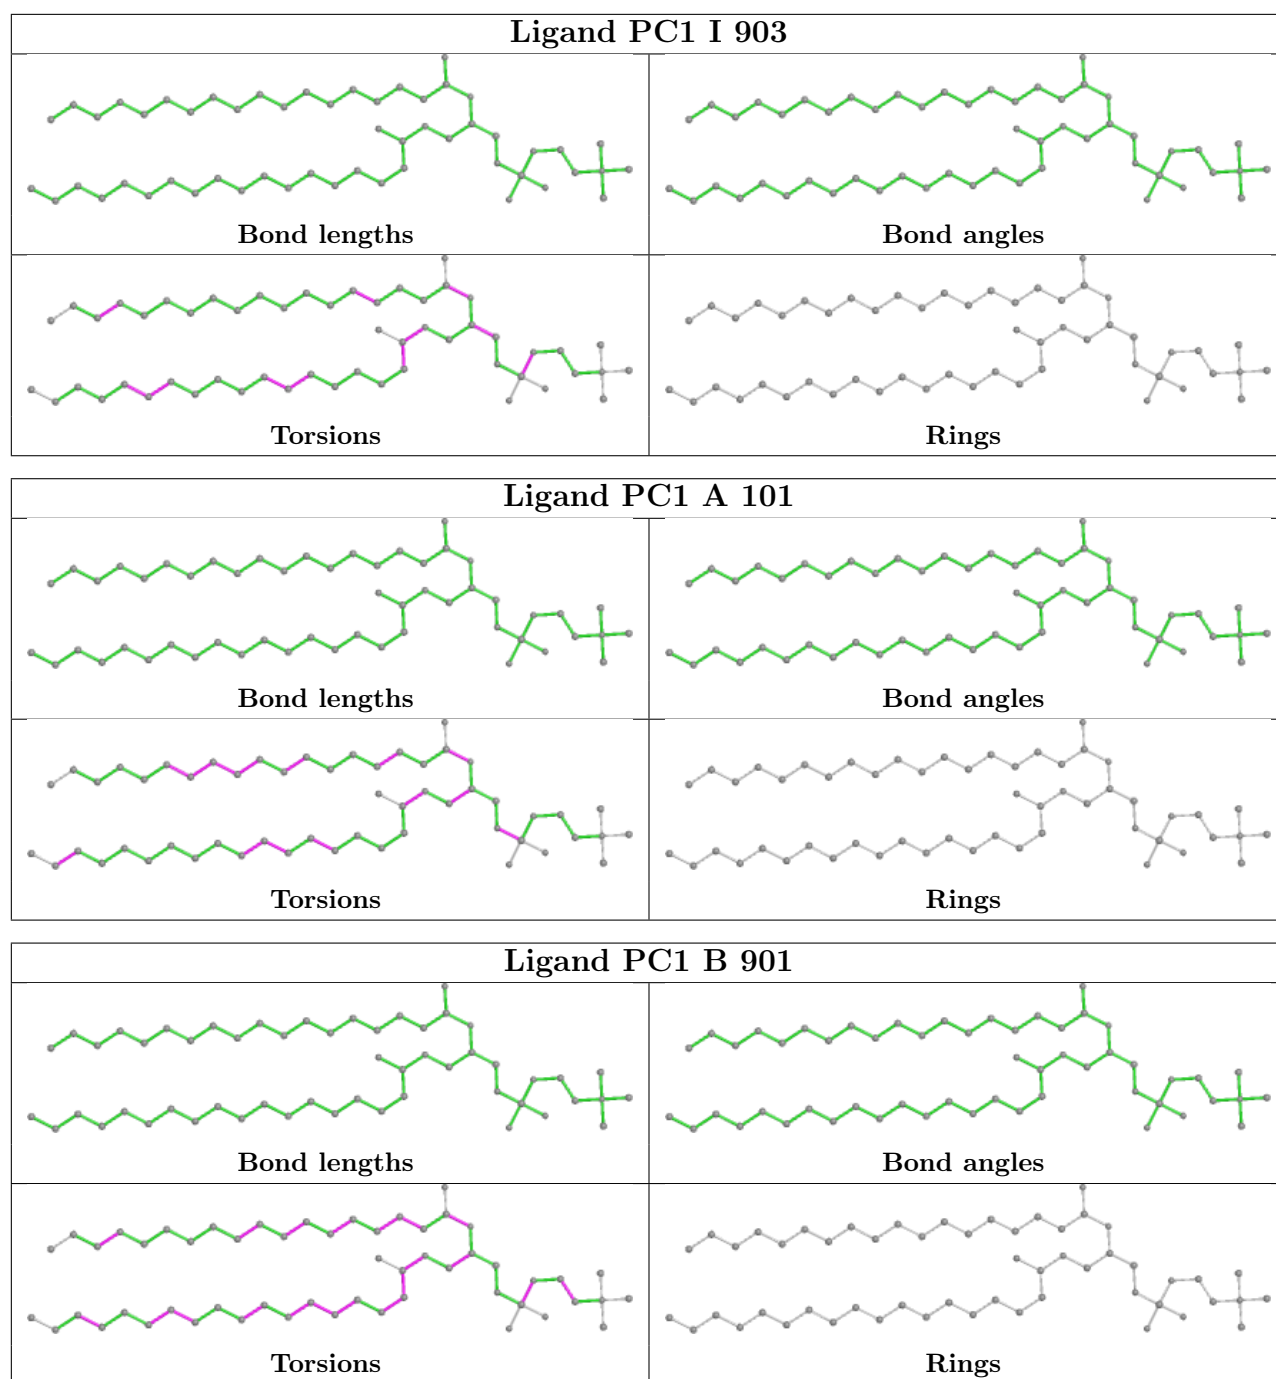 Ligand PC1 I 903
Bond lengths Bond angles
Torsions Rings
Ligand PC1 A 101
Bond lengths Bond angles
Torsions Rings
Ligand PC1 B 901
Bond lengths Bond angles
Torsions Rings